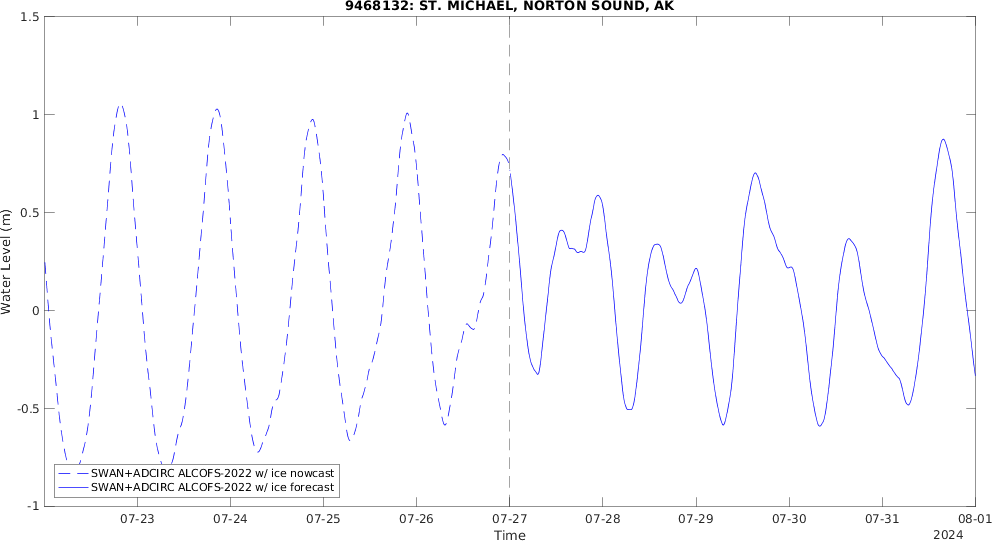 9468132: ST. MICHAEL, NORTON SOUND, AK
1.5
1
0.5
0
-0.5
-1
Water Level (m)
SWAN+ADCIRC ALCOFS-2022 w/ ice nowcast
SWAN+ADCIRC ALCOFS-2022 w/ ice forecast
07-23 07-24 07-25 07-26 07-27 07-28 07-29 07-30 07-31 08-01
Time
2024